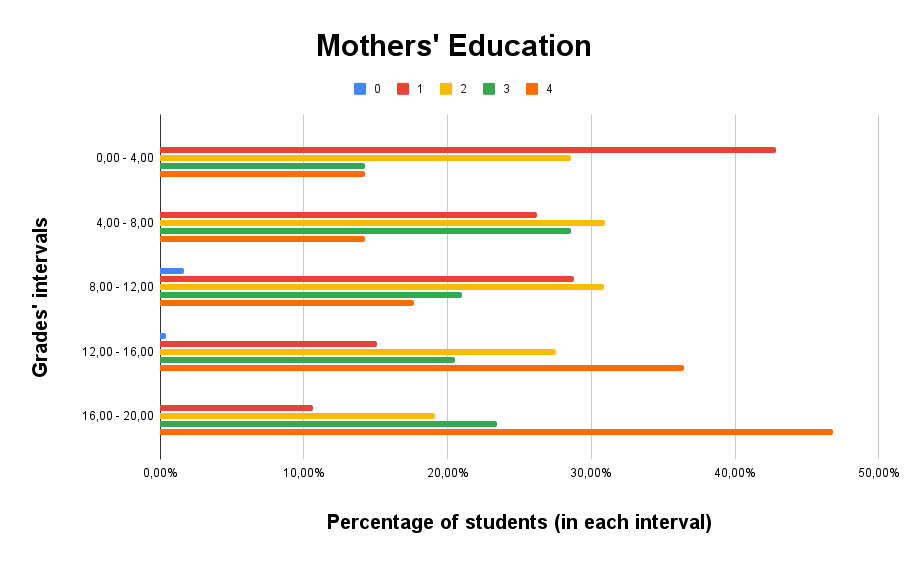 Mothers' Education
0 1 2 3 4
Grades' intervals
0,00 - 4,00
4,00 - 8,00
8,00 - 12,00
12,00 - 16,00
16,00 - 20,00
0,00% 10,00% 20,00% 30,00% 40,00% 50,00%
Percentage of students (in each interval)